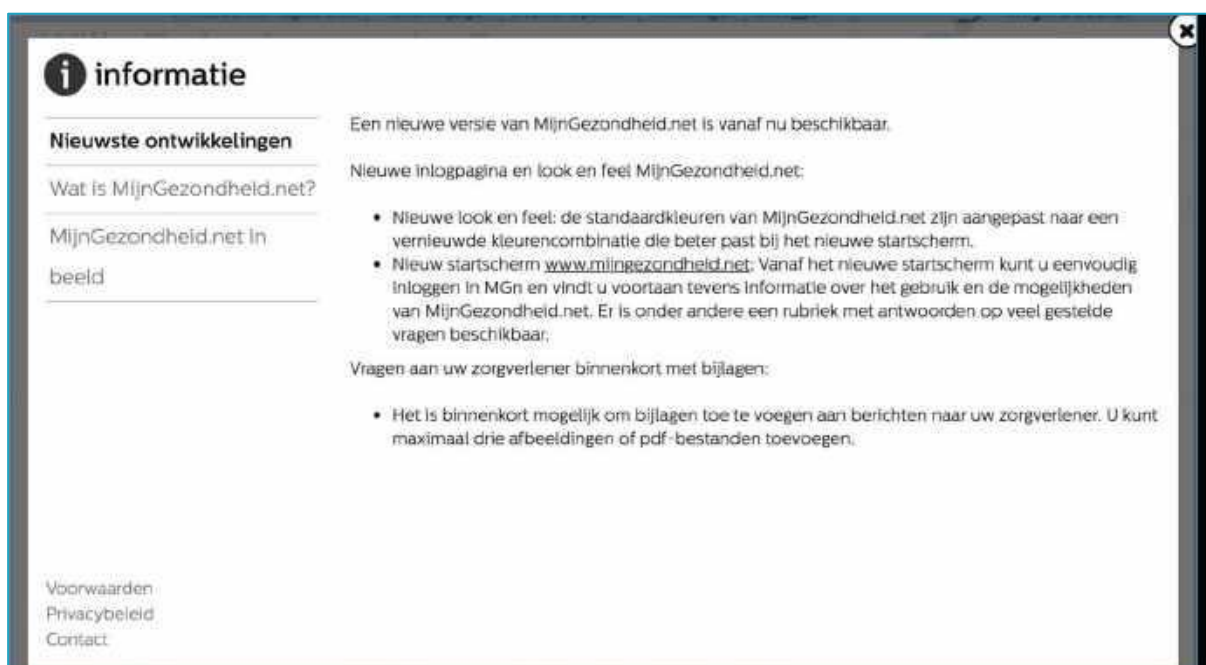 informatie
Nieuwste ontwikkelingen
Wat is MijnGezondheid.net?
MijnGezondheid.net in
beeld
Een nieuwe versie van MijnGezondheid.net is vanaf nu beschikbaar.
Nieuwe inlogpagina en look en feel MijnGezondheid.net:
• Nieuwe look en feel: de standaardkleuren van MijnGezondheid.net zijn aangepast naar een
vernieuwde kleurencombinatie die beter past bij het nieuwe startscherm.
• Nieuw startscherm www.mijngezondheid.net: Vanaf het nieuwe startscherm kunt u eenvoudig
inloggen in MGn en vindt u voortaan tevens informatie over het gebruik en de mogelijkheden
van MijnGezondheid.net. Er is onder andere een rubriek met antwoorden op veel gestelde
vragen beschikbaar.
Vragen aan uw zorgverlener binnenkort met bijlagen:
• Het is binnenkort mogelijk om bijlagen toe te voegen aan berichten naar uw zorgverlener. U kunt
maximaal drie afbeeldingen of pdf-bestanden toevoegen.
Voorwaarden
Privacybeleid
Contact